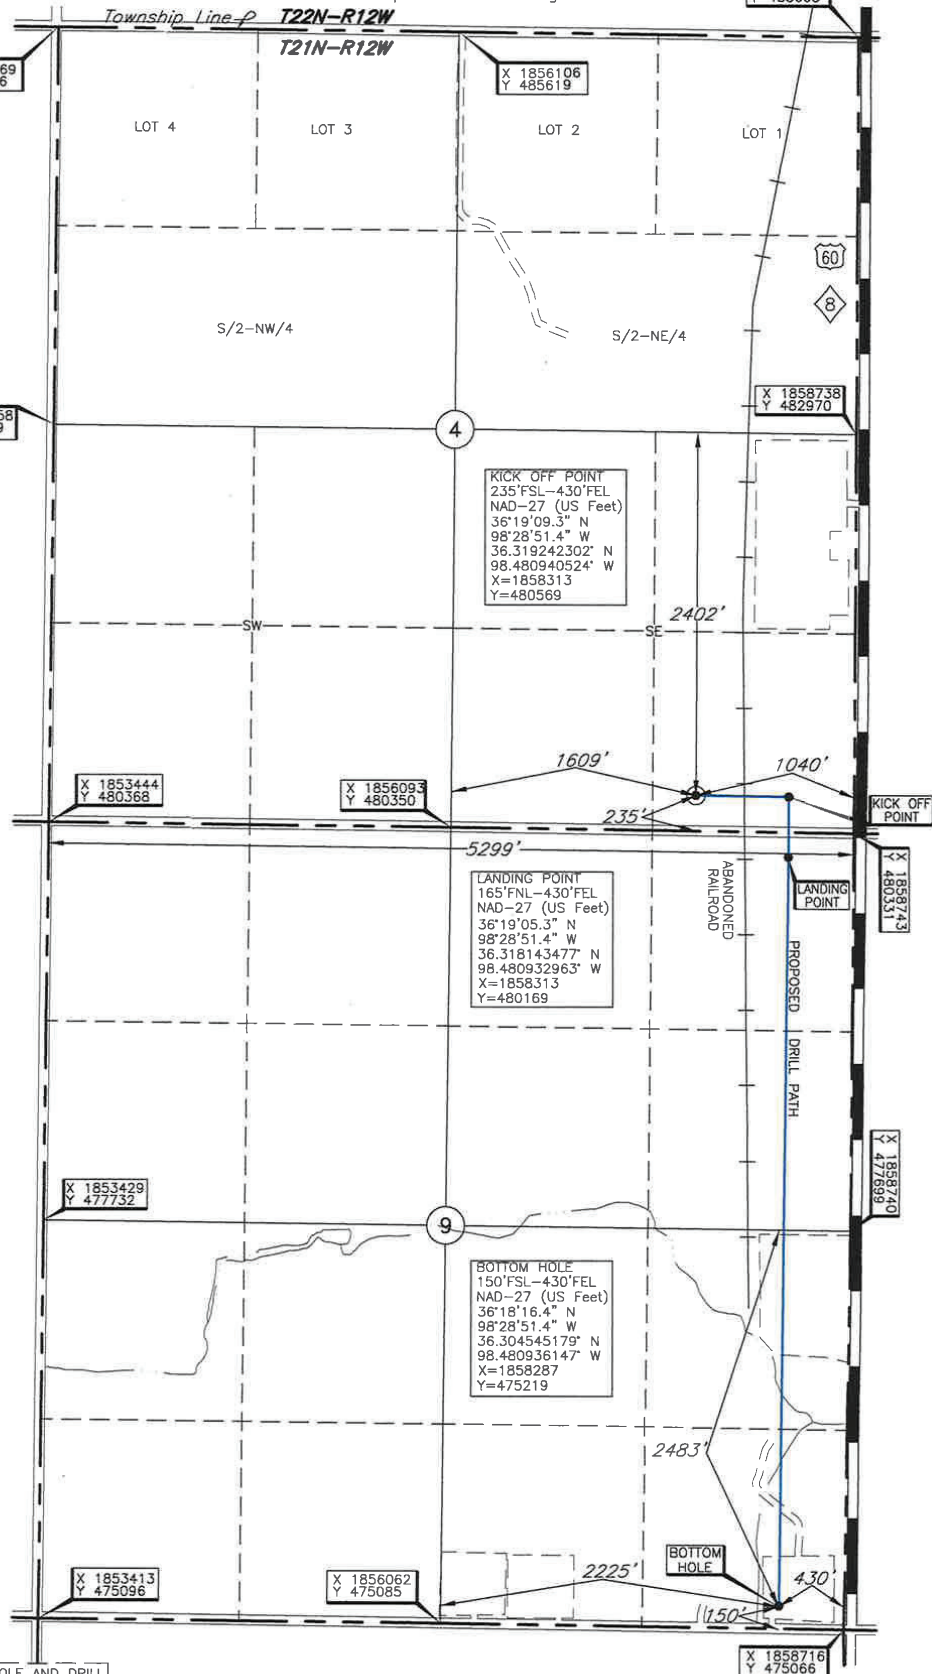 Township Line
T22N-R12W
T21N-R12W
X 1856106
Y 485619
LOT 4
LOT 3
LOT 2
LOT 1
60
8
S/2-NW/4
S/2-NE/4
X 1858738
Y 482970
4
KICK OFF POINT
235'FSL-430'FEL
NAD-27 (US Feet)
36°19'09.3" N
98°28'51.4" W
36.319242302° N
98.480940524° W
X=1858313
Y=480569
2402'
SW
SE
1609'
1040'
X 1853444
Y 480368
X 1856093
Y 480350
235'
KICK OFF
POINT
5299'
X 1858743
Y 480331
LANDING POINT
165'FNL-430'FEL
NAD-27 (US Feet)
36°19'05.3" N
98°28'51.4" W
36.318143477° N
98.480932963° W
X=1858313
Y=480169
ABANDONED
RAILROAD
LANDING
POINT
PROPOSED DRILL PATH
X 1858740
Y 477699
X 1853429
Y 477732
9
BOTTOM HOLE
150'FSL-430'FEL
NAD-27 (US Feet)
36°18'16.4" N
98°28'51.4" W
36.304545179° N
98.480936147° W
X=1858287
Y=475219
2483'
BOTTOM
HOLE
X 1853413
Y 475096
X 1856062
Y 475085
2225'
430'
150'
X 1858716
Y 475066
HOLE AND DRILL